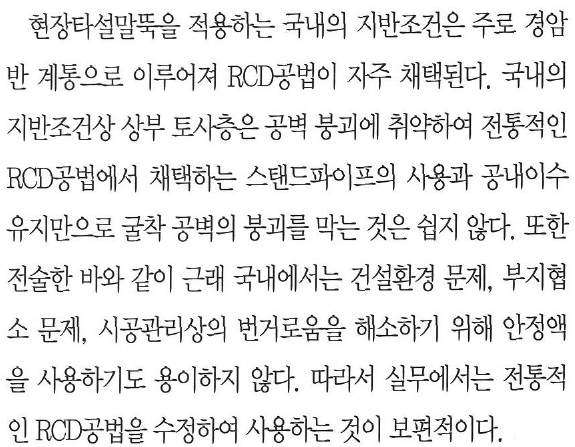 현장타설말뚝을 적용하는 국내의 지반조건은 주로 경암
반 계통으로 이루어져 RCD공법이 자주 채택된다. 국내의
지반조건상 상부 토사층은 공벽 붕괴에 취약하여 전통적인
RCD공법에서 채택하는 스탠드파이프의 사용과 공내이수
유지만으로 굴착 공벽의 붕괴를 막는 것은 쉽지 않다. 또한
전술한 바와 같이 근래 국내에서는 건설환경 문제, 부지협
소 문제, 시공관리상의 번거로움을 해소하기 위해 안정액
을 사용하기도 용이하지 않다. 따라서 실무에서는 전통적
인 RCD공법을 수정하여 사용하는 것이 보편적이다.